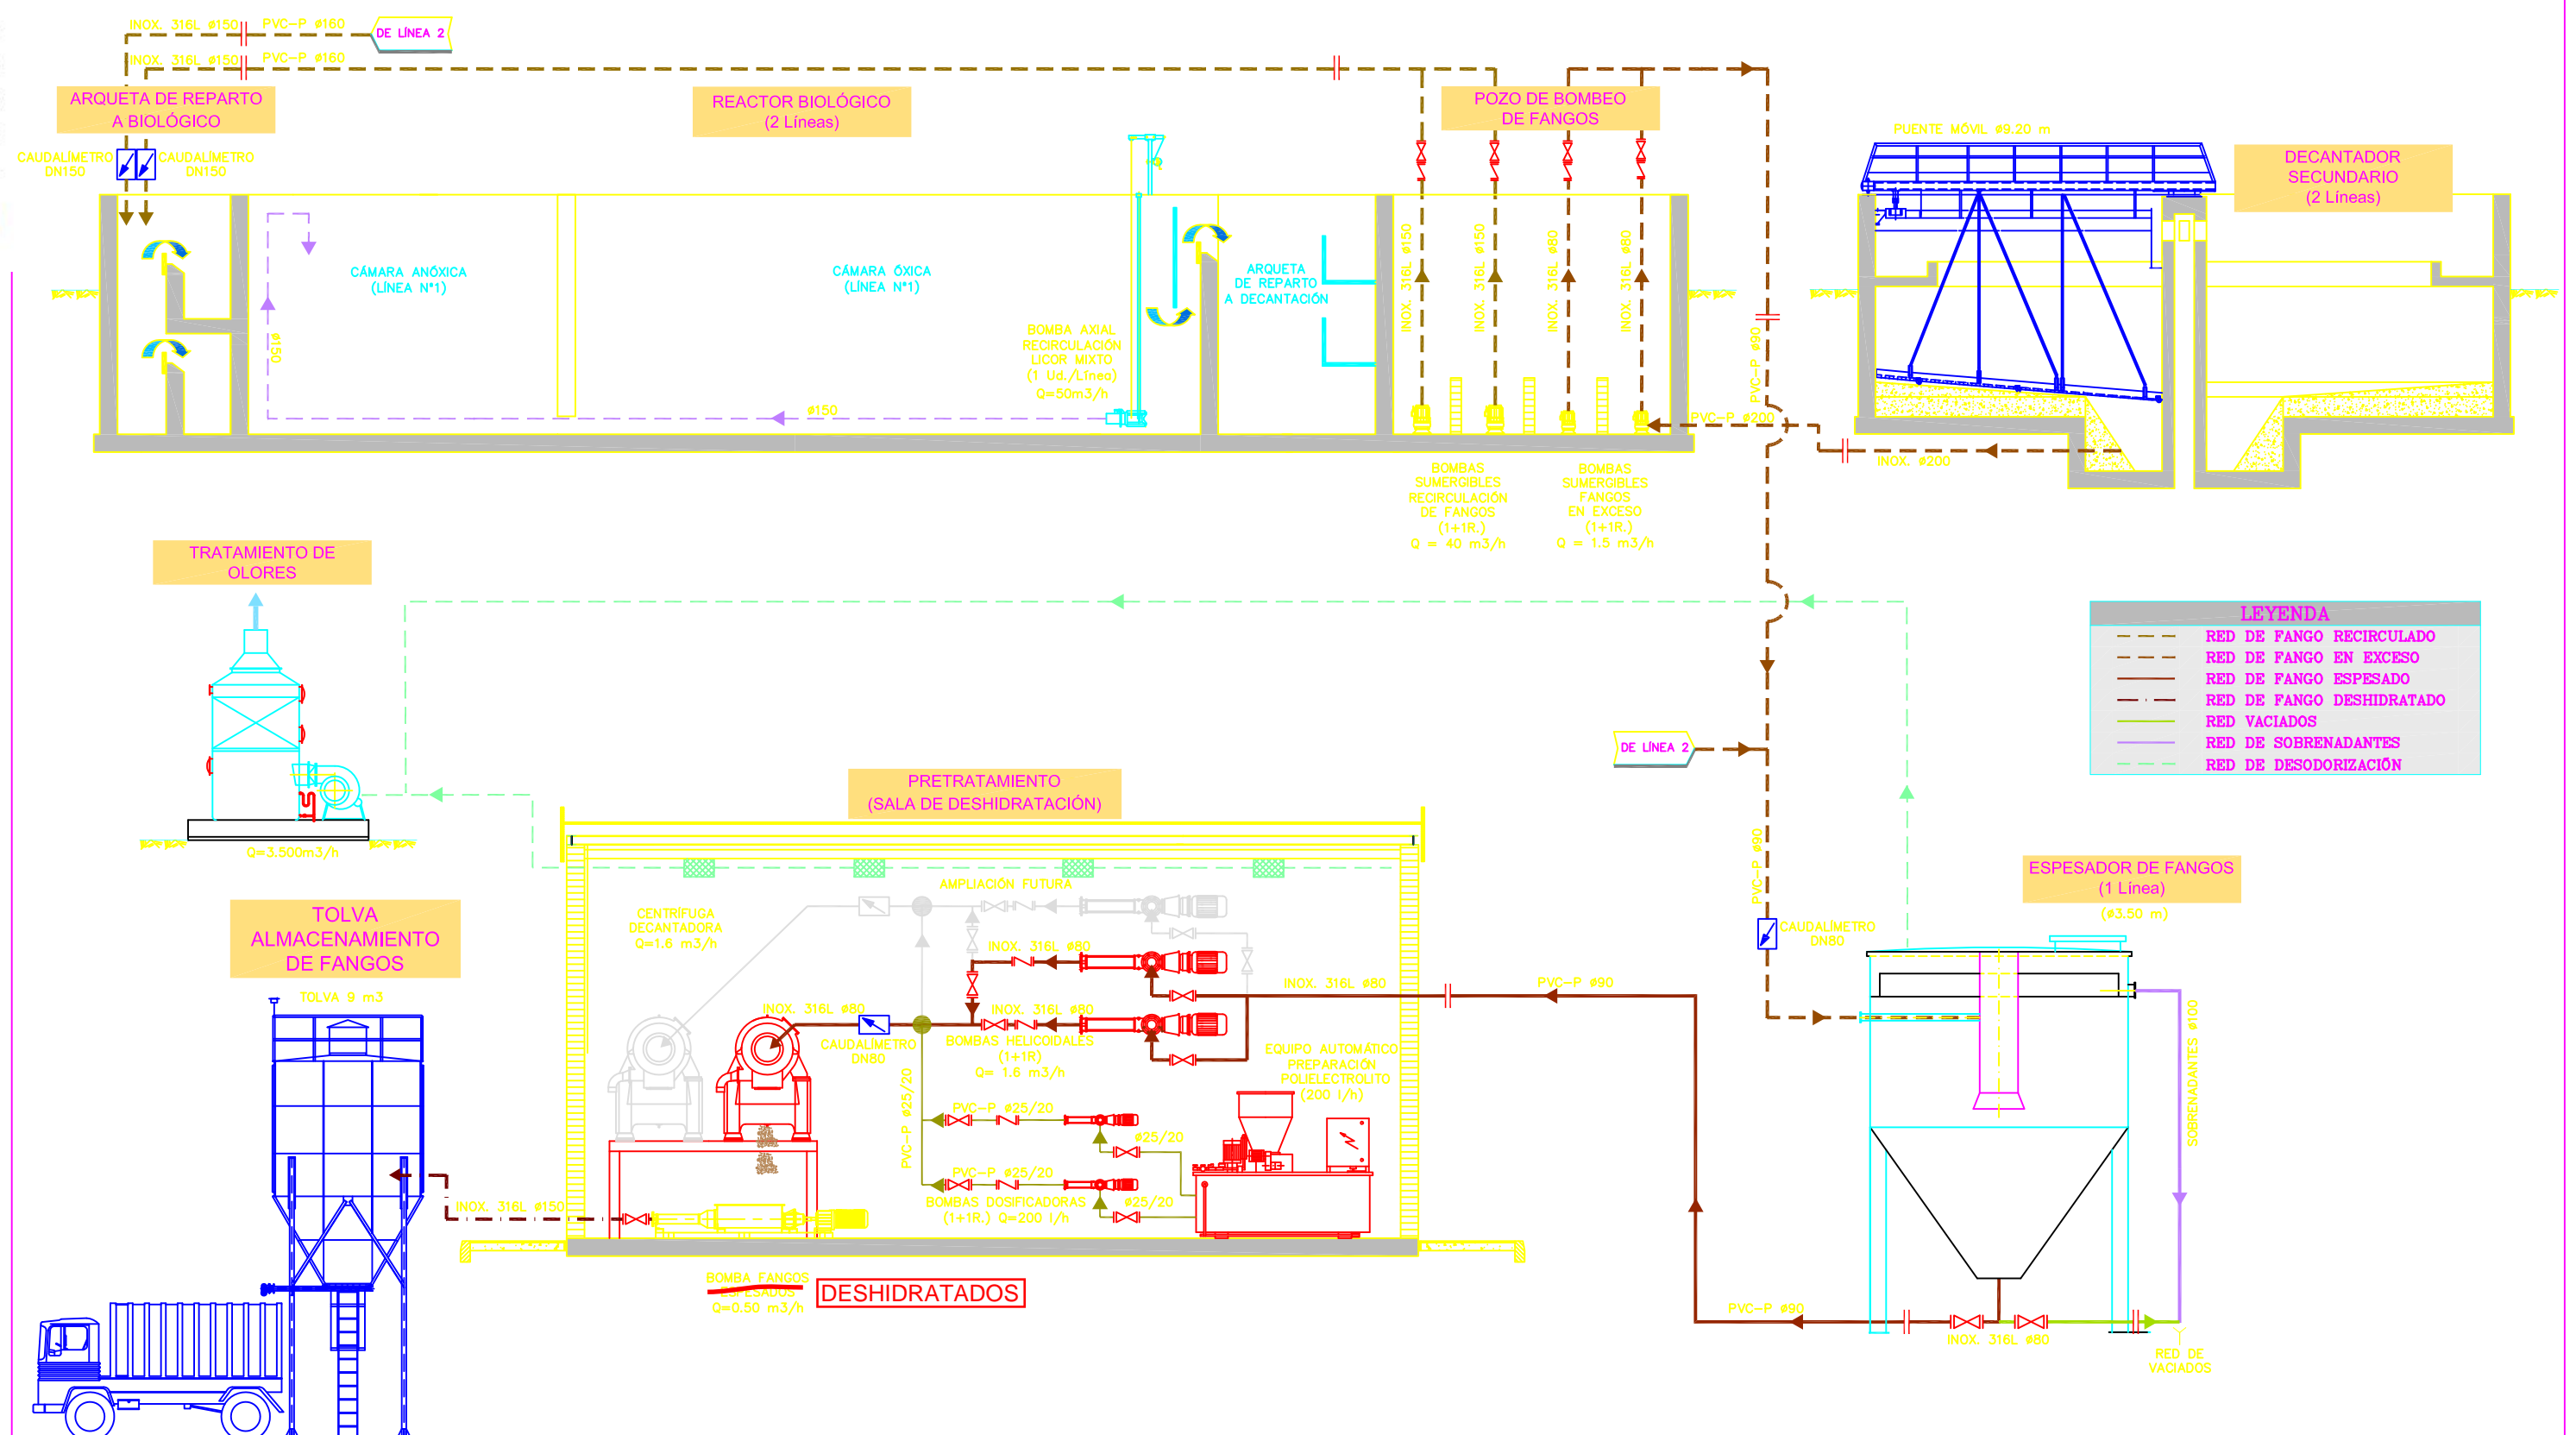 INOX. 316L ø150
PVC-P ø160
DE LÍNEA 2
INOX. 316L ø150
PVC-P ø160
ARQUETA DE REPARTO
A BIOLÓGICO
REACTOR BIOLÓGICO
(2 Líneas)
POZO DE BOMBEO
DE FANGOS
PUENTE MÓVIL ø9.20 m
DECANTADOR
SECUNDARIO
(2 Líneas)
CAUDALÍMETRO
DN150
CAUDALÍMETRO
DN150
CÁMARA ANÓXICA
(LÍNEA Nº1)
CÁMARA ÓXICA
(LÍNEA Nº1)
ARQUETA
DE REPARTO
A DECANTACIÓN
INOX. 316L ø150
INOX. 316L ø150
INOX. 316L ø80
INOX. 316L ø80
PVC-P ø90
ø150
BOMBA AXIAL
RECIRCULACIÓN
LICOR MIXTO
(1 Ud./Línea)
Q=50m3/h
ø150
PVC-P ø200
INOX. ø200
BOMBAS
SUMERGIBLES
RECIRCULACIÓN
DE FANGOS
(1+1R.)
Q = 40 m3/h
BOMBAS
SUMERGIBLES
FANGOS
EN EXCESO
(1+1R.)
Q = 1.5 m3/h
TRATAMIENTO DE
OLORES
Q=3.500m3/h
LEYENDA
RED DE FANGO RECIRCULADO
RED DE FANGO EN EXCESO
RED DE FANGO ESPESADO
RED DE FANGO DESHIDRATADO
RED VACIADOS
RED DE SOBRENADANTES
RED DE DESODORIZACIÓN
DE LÍNEA 2
PVC-P ø90
PRETRATAMIENTO
(SALA DE DESHIDRATACIÓN)
ESPESADOR DE FANGOS
(1 Línea)
(ø3.50 m)
CAUDALÍMETRO
DN80
TOLVA
ALMACENAMIENTO
DE FANGOS
TOLVA 9 m3
AMPLIACIÓN FUTURA
CENTRÍFUGA
DECANTADORA
Q=1.6 m3/h
INOX. 316L ø80
INOX. 316L ø80
PVC-P ø90
INOX. 316L ø80
INOX. 316L ø80
CAUDALÍMETRO
DN80
BOMBAS HELICOIDALES
(1+1R)
Q= 1.6 m3/h
EQUIPO AUTOMÁTICO
PREPARACIÓN
POLIELECTROLITO
(200 l/h)
PVC-P ø25/20
PVC-P ø25/20
ø25/20
PVC-P ø25/20
ø25/20
BOMBAS DOSIFICADORAS
(1+1R.) Q=200 l/h
INOX. 316L ø150
SOBRENADANTES ø100
BOMBA FANGOS
ESPESADOS
Q=0.50 m3/h
DESHIDRATADOS
PVC-P ø90
INOX. 316L ø80
RED DE
VACIADOS